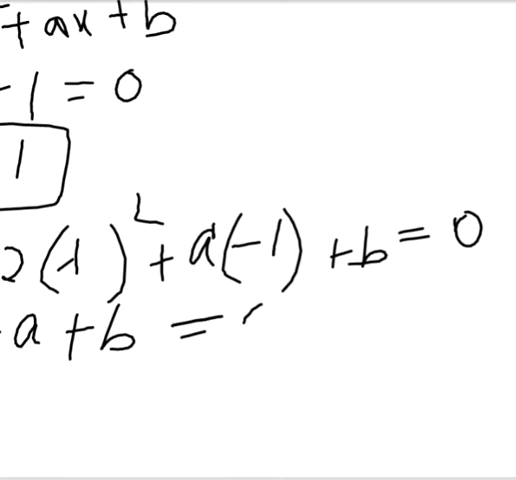 + ax + b
- 1 = 0
1
2(-1)² + a(-1) + b = 0
- a + b =